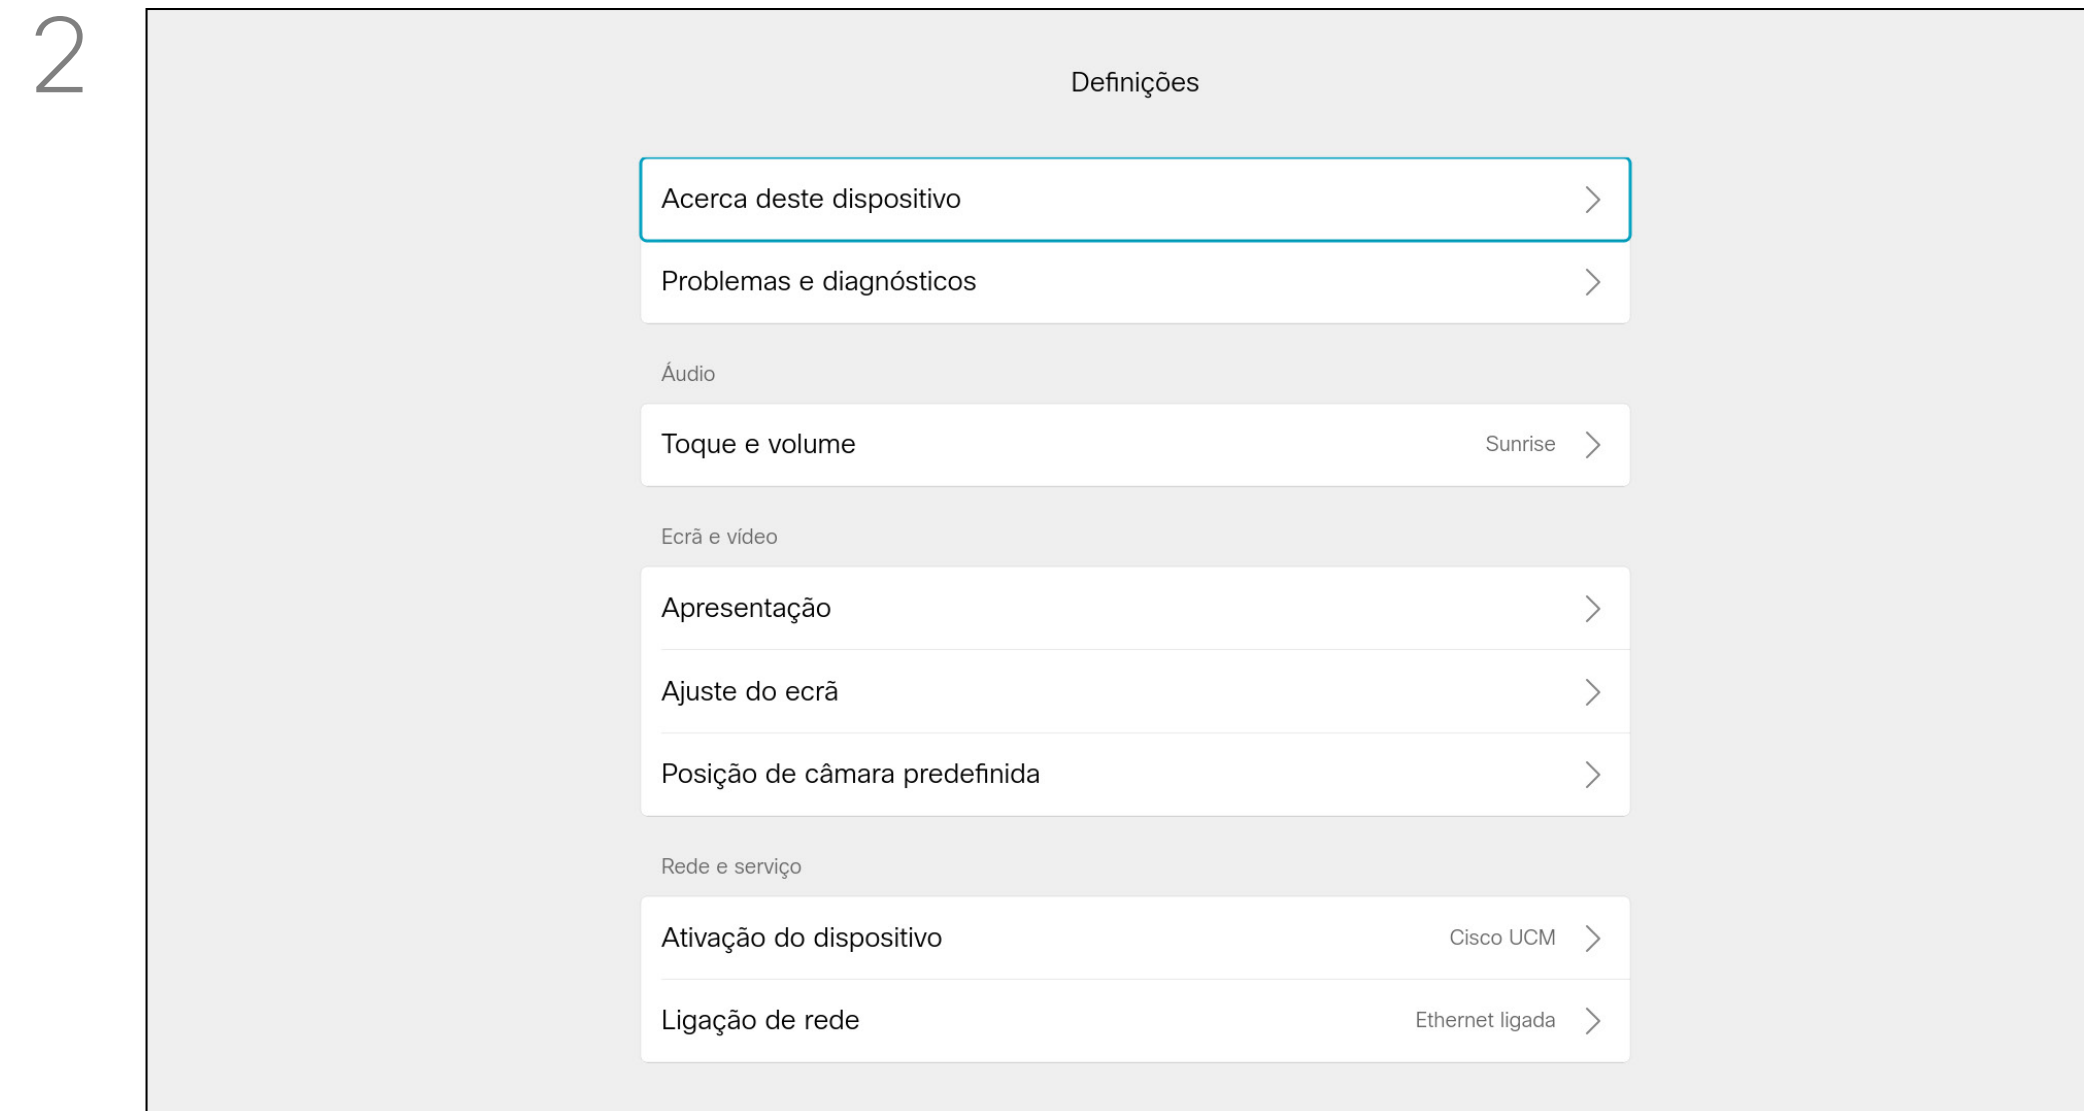 2
Definições
Acerca deste dispositivo
Problemas e diagnósticos
Áudio
Toque e volume Sunrise
Ecrã e vídeo
Apresentação
Ajuste do ecrã
Posição de câmara predefinida
Rede e serviço
Ativação do dispositivo Cisco UCM
Ligação de rede Ethernet ligada